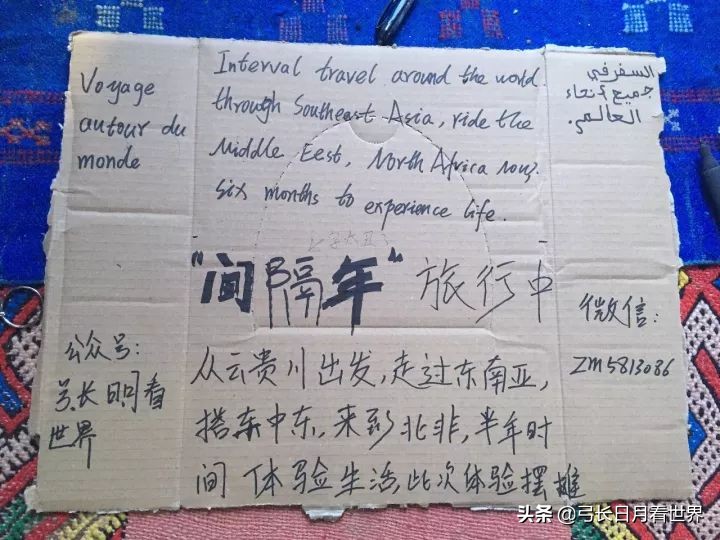 Voyage
autour du
monde
Interval travel around the world
through Southeast Asia, ride the
Middle Eest, North Africa
six months to experience life.
السفر في
جميع أنحاء
العالمي.
"间隔年"旅行中
公众号:
弓长日月看
世界
从云贵川出发,走过东南亚,
搭车中东,来到北非,半年时
间体验生活,此次体验摆摊
微信:
ZM5813086
头条 @弓长日月看世界